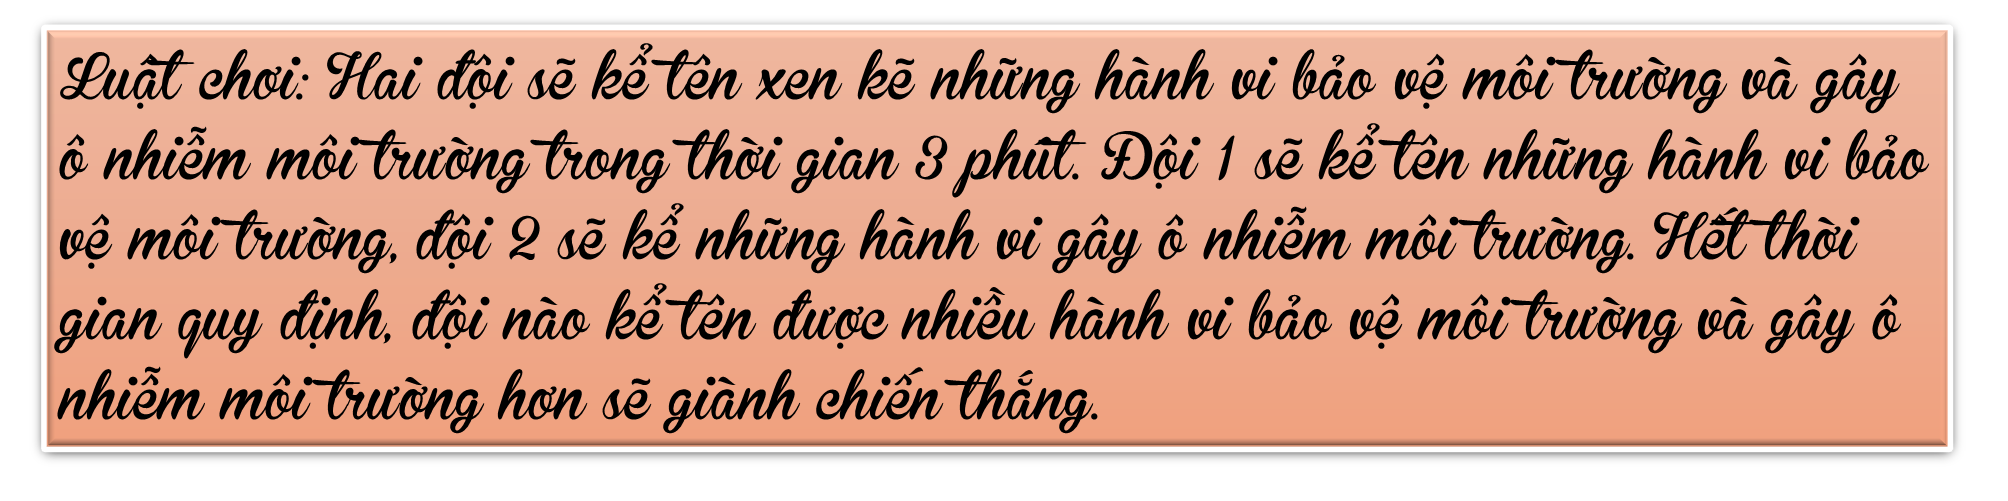 Luật chơi: Hai đội sẽ kể tên xen kẽ những hành vi bảo vệ môi trường và gây
ô nhiễm môi trường trong thời gian 3 phút. Đội 1 sẽ kể tên những hành vi bảo
vệ môi trường, đội 2 sẽ kể những hành vi gây ô nhiễm môi trường. Hết thời
gian quy định, đội nào kể tên được nhiều hành vi bảo vệ môi trường và gây ô
nhiễm môi trường hơn sẽ giành chiến thắng.